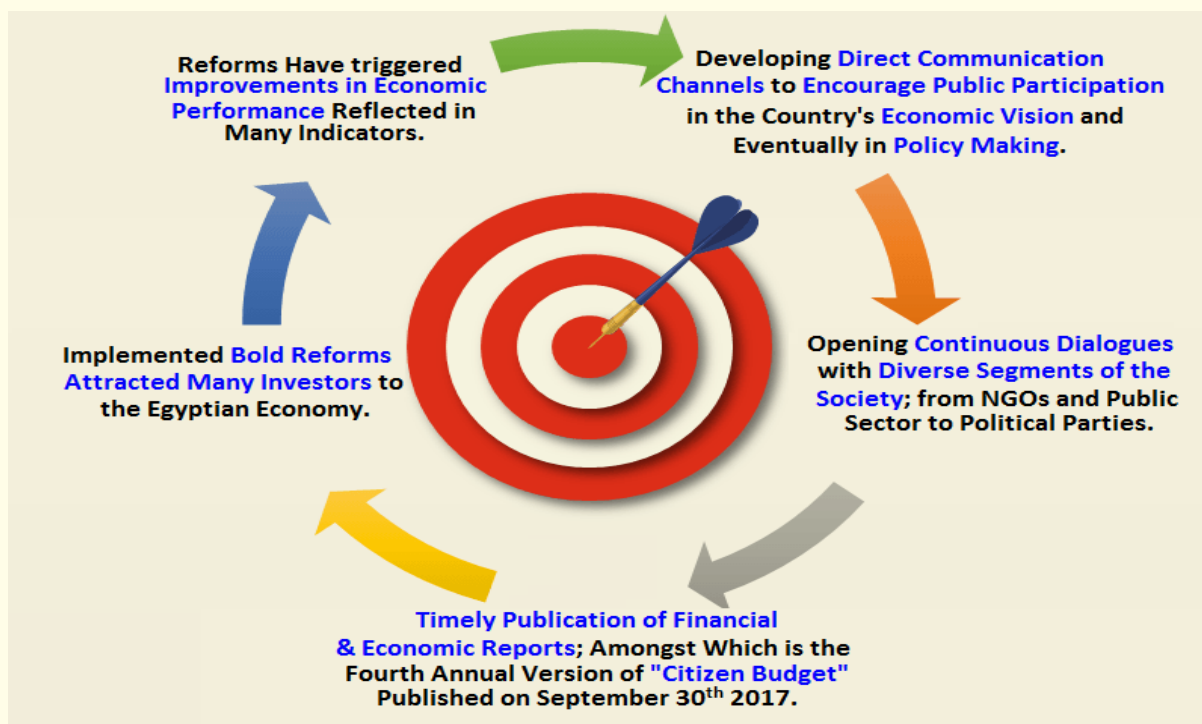 Reforms Have triggered
Improvements in Economic
Performance Reflected in
Many Indicators.
Developing Direct Communication
Channels to Encourage Public Participation
in the Country's Economic Vision and
Eventually in Policy Making.
Opening Continuous Dialogues
with Diverse Segments of the
Society; from NGOs and Public
Sector to Political Parties.
Timely Publication of Financial
& Economic Reports; Amongst Which is the
Fourth Annual Version of "Citizen Budget"
Published on September 30th 2017.
Implemented Bold Reforms
Attracted Many Investors to
the Egyptian Economy.